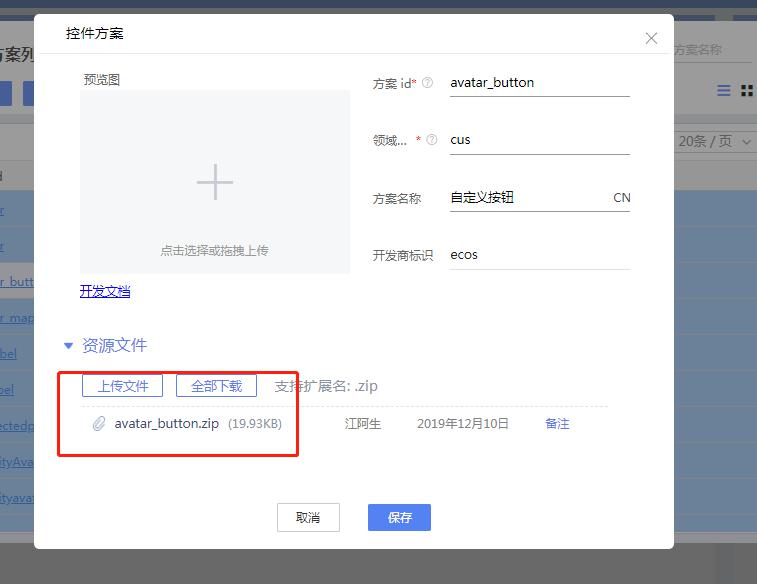 控件方案
方案列
方案名称
预览图
方案 id* ?
avatar_button
点击选择或拖拽上传
领域... * ?
cus
20条 / 页
方案名称
自定义按钮
CN
开发商标识
ecos
开发文档
r_butt
r_map
bel
el
ectedp
ityAva
ityavat
资源文件
上传文件
全部下载
支持扩展名: .zip
avatar_button.zip (19.93KB)
江阿生
2019年12月10日
备注
取消
保存